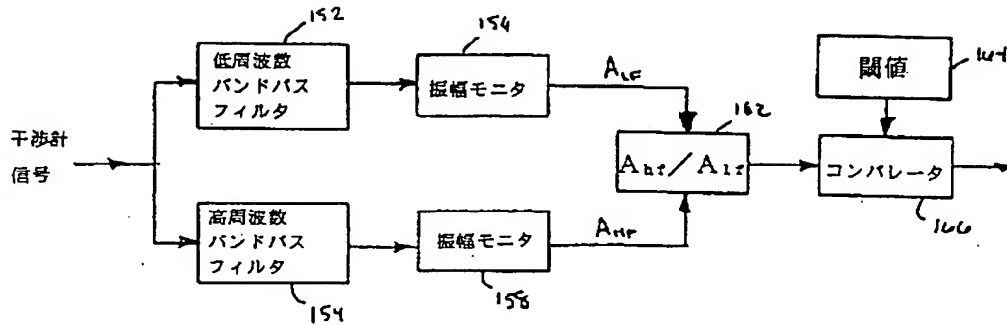 152
154
低周波数
バンドパス
フィルタ
振幅モニタ
A_LF
162
閾値
干渉計
信号
Ahf/Alf
コンパレータ
166
高周波数
バンドパス
フィルタ
振幅モニタ
A_HF
154
158